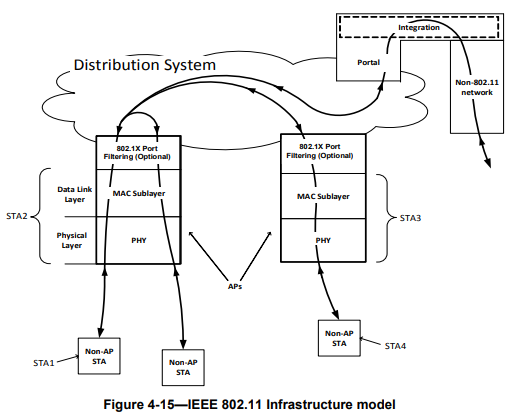 Integration
Distribution System
Portal
Non-802.11
network
802.1X Port
Filtering (Optional)
802.1X Port
Filtering (Optional)
Data Link
Layer
MAC Sublayer
MAC Sublayer
STA2
STA3
Physical
Layer
PHY
PHY
APs
Non-AP
STA
STA4
Non-AP
STA
STA1
Non-AP
STA
Figure 4-15—IEEE 802.11 Infrastructure model